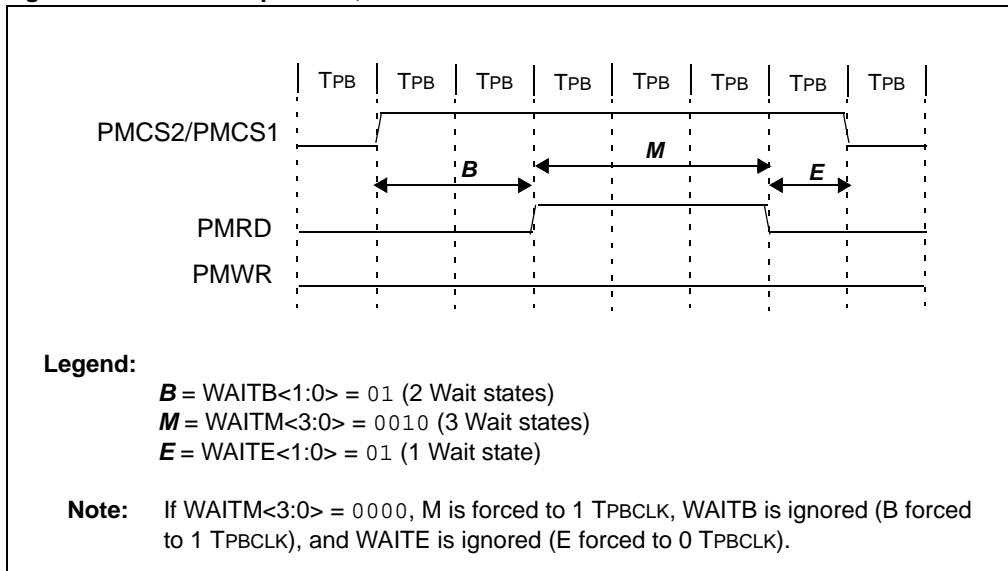 TPB TPB TPB TPB TPB TPB TPB TPB
PMCS2/PMCS1
B M E
PMRD
PMWR
Legend:
B = WAITB<1:0> = 01 (2 Wait states)
M = WAITM<3:0> = 0010 (3 Wait states)
E = WAITE<1:0> = 01 (1 Wait state)
Note: If WAITM<3:0> = 0000, M is forced to 1 TPBCLK, WAITB is ignored (B forced
to 1 TPBCLK), and WAITE is ignored (E forced to 0 TPBCLK).